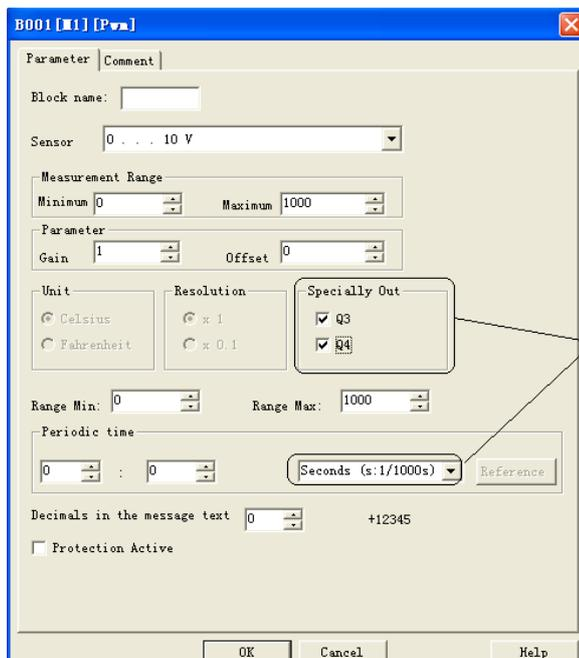 B001[M1][Pwm]
Parameter Comment
Block name:
Sensor 0 . . . 10 V
Measurement Range
Minimum 0 Maximum 1000
Parameter
Gain 1 Offset 0
Unit Resolution Specially Out
Celsius x 1 Q3
Fahrenheit x 0.1 Q4
Range Min: 0 Range Max: 1000
Periodic time
0 : 0 Seconds (s:1/1000s) Reference
Decimals in the message text 0 +12345
Protection Active
OK Cancel Help